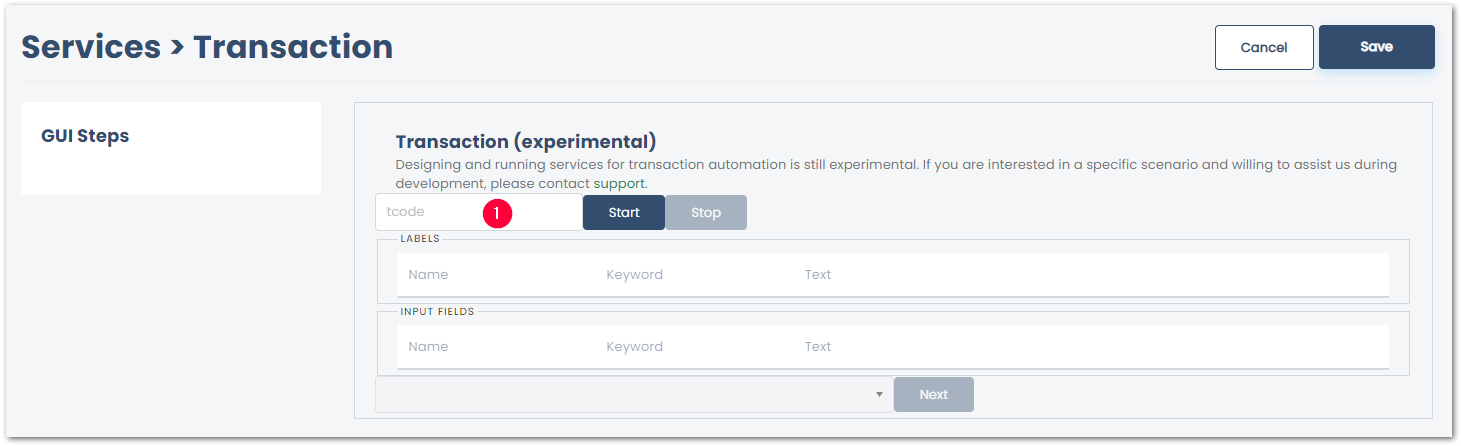 Services > Transaction
Cancel
Save
GUI Steps
Transaction (experimental)
Designing and running services for transaction automation is still experimental. If you are interested in a specific scenario and willing to assist us during
development, please contact support.
tcode
1
Start
Stop
LABELS
Name Keyword Text
INPUT FIELDS
Name Keyword Text
Next